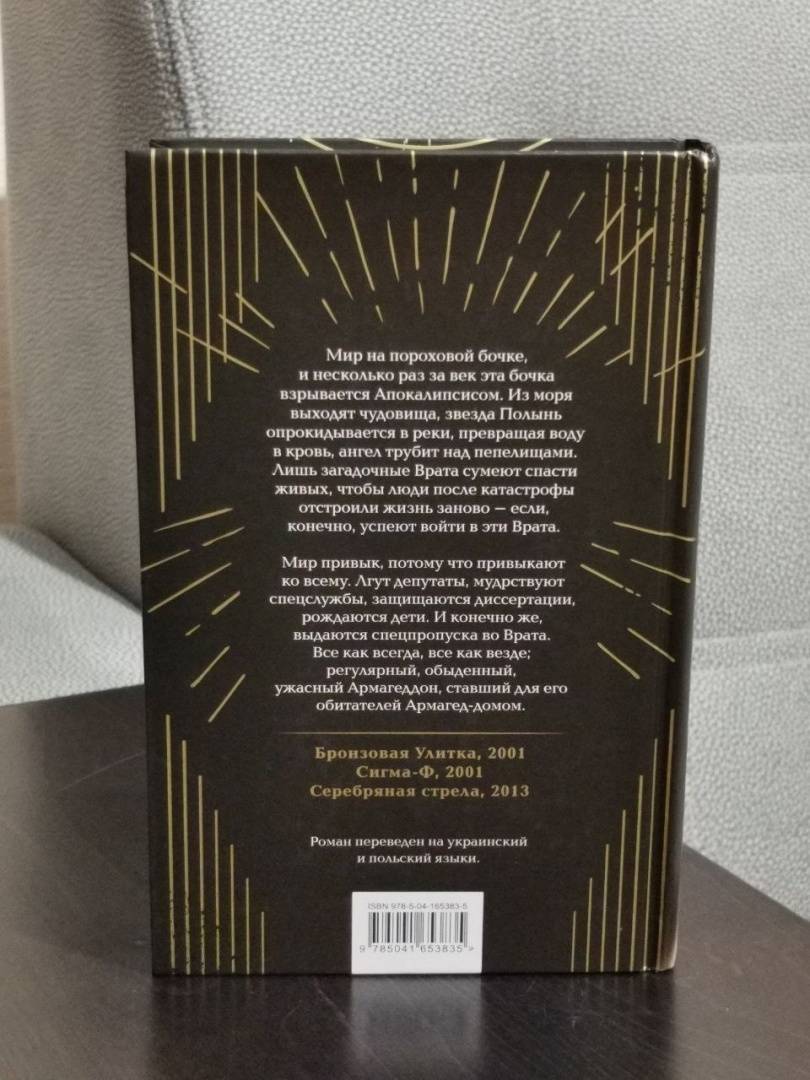 Мир на пороховой бочке,
и несколько раз за век эта бочка
взрывается Апокалипсисом. Из моря
выходят чудовища, звезда Полынь
опрокидывается в реки, превращая воду
в кровь, ангел трубит над пепелищами.
Лишь загадочные Врата сумеют спасти
живых, чтобы люди после катастрофы
отстроили жизнь заново — если,
конечно, успеют войти в эти Врата.
Мир привык, потому что привыкают
ко всему. Лгут депутаты, мудрствуют
спецслужбы, защищаются диссертации,
рождаются дети. И конечно же,
выдаются спецпропуска во Врата.
Все как всегда, все как везде;
регулярный, обыденный,
ужасный Армагеддон, ставший для его
обитателей Армагед-домом.
Бронзовая Улитка, 2001
Сигма-Ф, 2001
Серебряная стрела, 2013
Роман переведен на украинский
и польский языки.
ISBN 978-5-04-165383-5
9 785041 653835 >